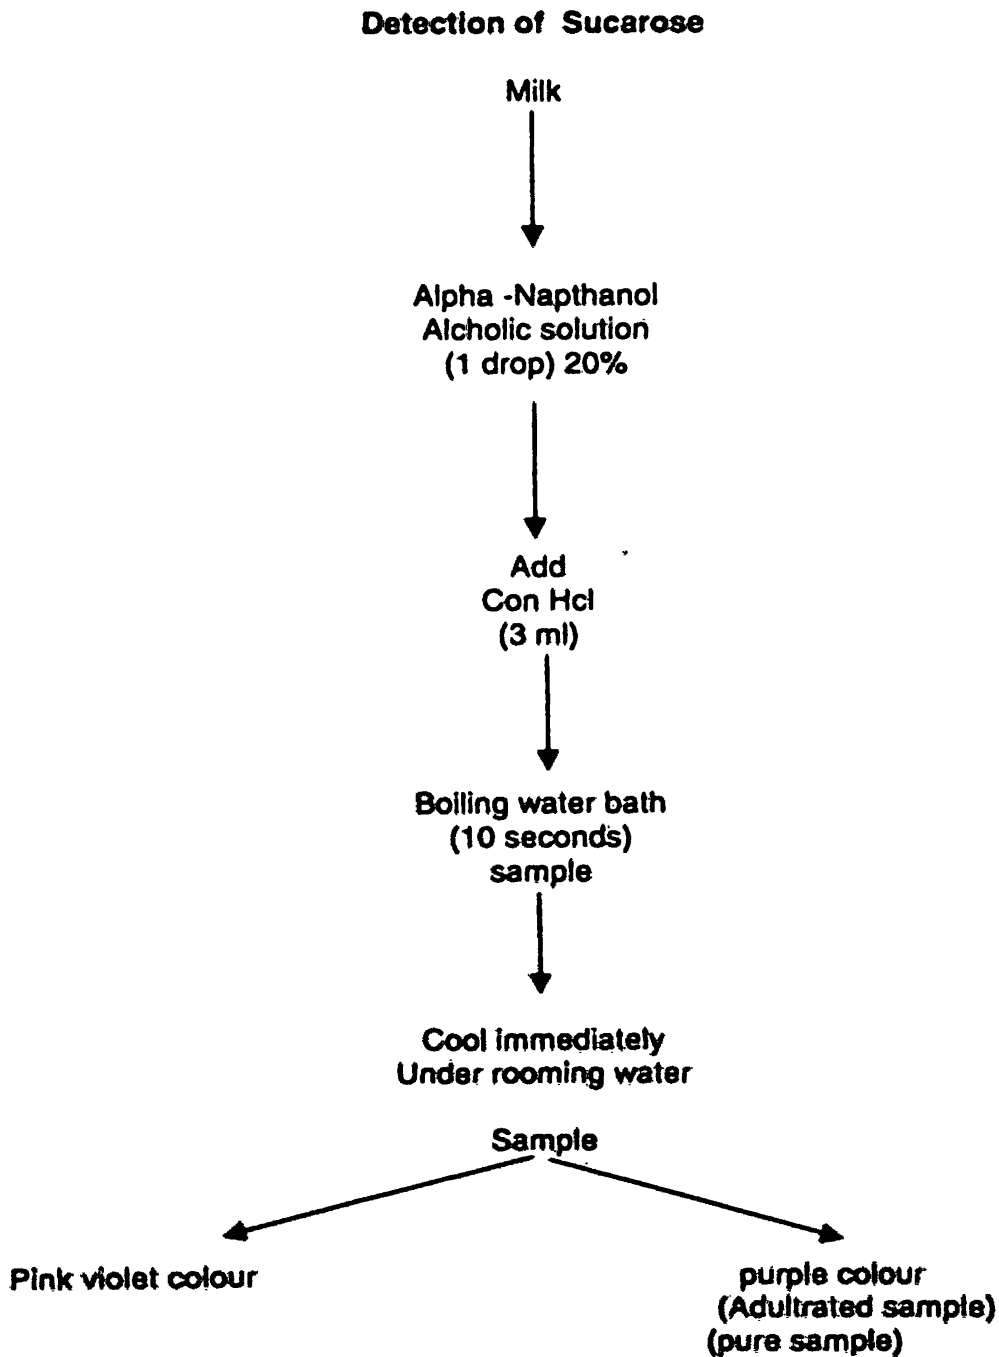 Detection of Sucarose
Milk
Alpha -Napthanol
Alcholic solution
(1 drop) 20%
Add
Con Hcl
(3 ml)
Boiling water bath
(10 seconds)
sample
Cool immediately
Under rooming water
Sample
Pink violet colour
purple colour
(Adultrated sample)
(pure sample)